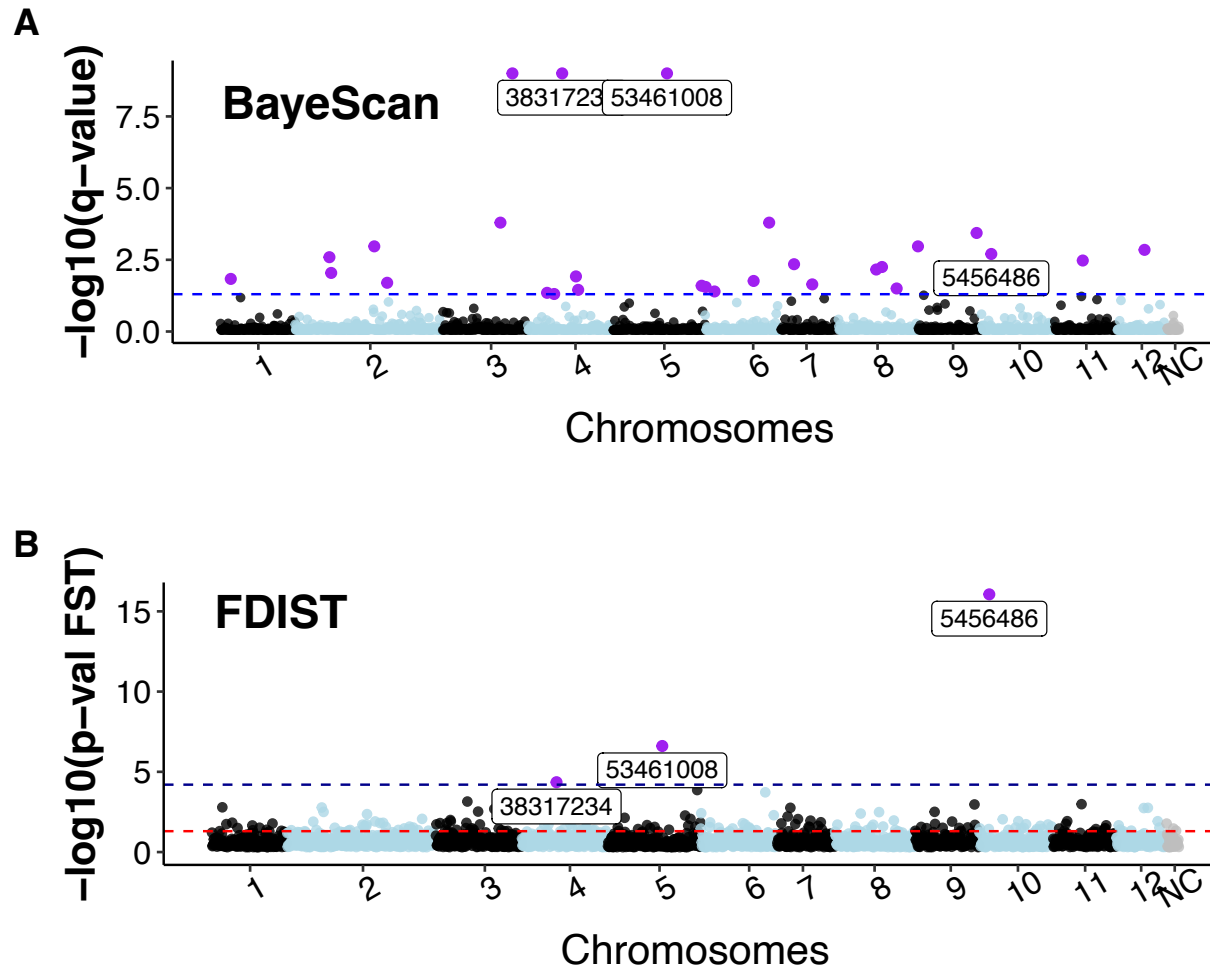 A
BayeScan
−log10(q−value)
7.5
5.0
2.5
0.0
3831723
53461008
5456486
1 2 3 4 5 6 7 8 9 10 11 12 NC
Chromosomes
B
FDIST
−log10(p−val FST)
15
10
5
0
5456486
53461008
38317234
1 2 3 4 5 6 7 8 9 10 11 12 NC
Chromosomes